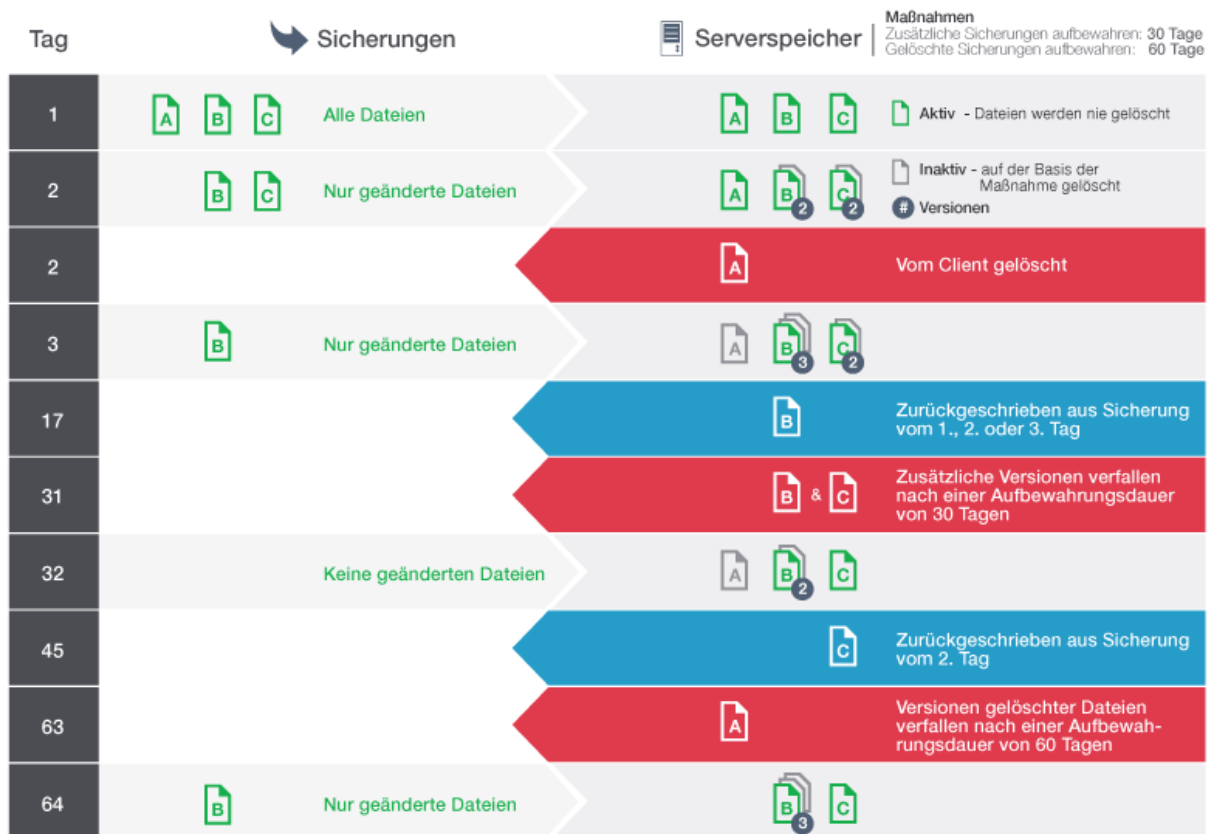 Tag
Sicherungen
Serverspeicher
Maßnahmen
Zusätzliche Sicherungen aufbewahren: 30 Tage
Gelöschte Sicherungen aufbewahren: 60 Tage
1
A B C
Alle Dateien
A B C
Aktiv - Dateien werden nie gelöscht
2
B C
Nur geänderte Dateien
A B 2 C 2
Inaktiv - auf der Basis der
Maßnahme gelöscht
# Versionen
2
A
Vom Client gelöscht
3
B
Nur geänderte Dateien
A B 3 C 2
17
B
Zurückgeschrieben aus Sicherung
vom 1., 2. oder 3. Tag
31
B & C
Zusätzliche Versionen verfallen
nach einer Aufbewahrungsdauer
von 30 Tagen
32
Keine geänderten Dateien
A B 2 C
45
C
Zurückgeschrieben aus Sicherung
vom 2. Tag
63
A
Versionen gelöschter Dateien
verfallen nach einer Aufbewah-
rungsdauer von 60 Tagen
64
B
Nur geänderte Dateien
B 3 C